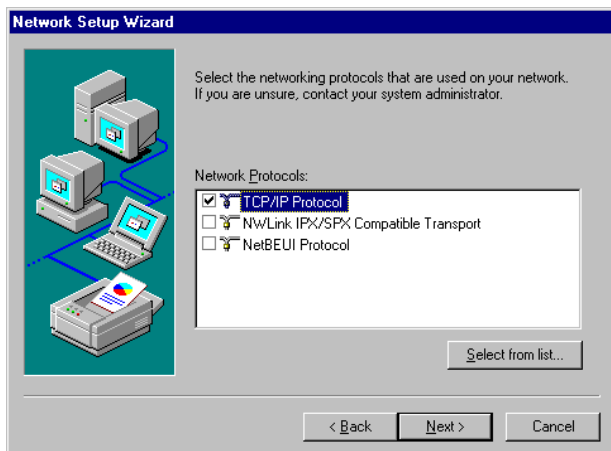 Network Setup Wizard
Select the networking protocols that are used on your network.
If you are unsure, contact your system administrator.
Network Protocols:
TCP/IP Protocol
NWLink IPX/SPX Compatible Transport
NetBEUI Protocol
Select from list...
< Back
Next >
Cancel